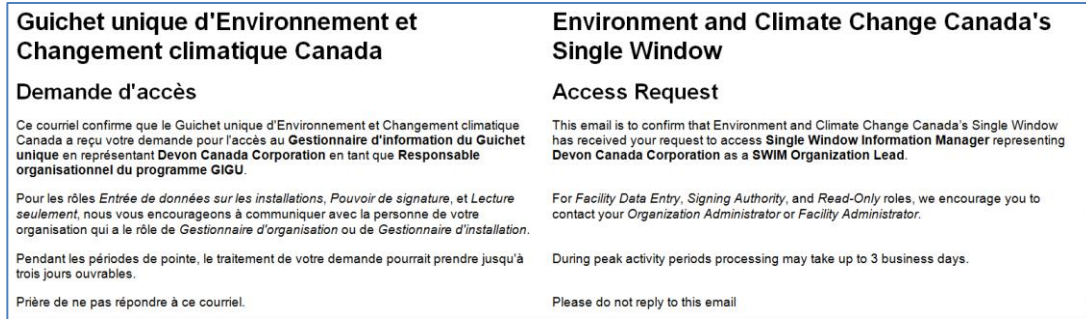 Guichet unique d'Environnement et
Changement climatique Canada
Demande d'accès
Ce courriel confirme que le Guichet unique d'Environnement et Changement climatique
Canada a reçu votre demande pour l'accès au Gestionnaire d'information du Guichet
unique en représentant Devon Canada Corporation en tant que Responsable
organisationnel du programme GIGU.
Pour les rôles Entrée de données sur les installations, Pouvoir de signature, et Lecture
seulement, nous vous encourageons à communiquer avec la personne de votre
organisation qui a le rôle de Gestionnaire d'organisation ou de Gestionnaire d'installation.
Pendant les périodes de pointe, le traitement de votre demande pourrait prendre jusqu'à
trois jours ouvrables.
Prière de ne pas répondre à ce courriel.
Environment and Climate Change Canada's
Single Window
Access Request
This email is to confirm that Environment and Climate Change Canada's Single Window
has received your request to access Single Window Information Manager representing
Devon Canada Corporation as a SWIM Organization Lead.
For Facility Data Entry, Signing Authority, and Read-Only roles, we encourage you to
contact your Organization Administrator or Facility Administrator.
During peak activity periods processing may take up to 3 business days.
Please do not reply to this email